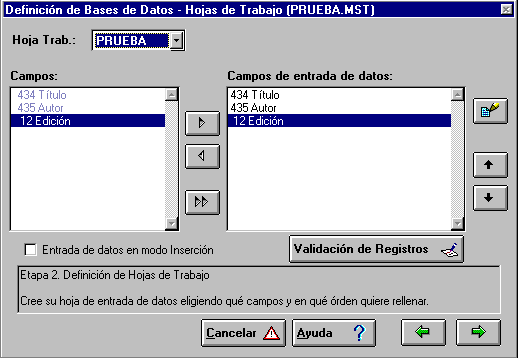 Definición de Bases de Datos - Hojas de Trabajo (PRUEBA.MST)
Hoja Trab.: PRUEBA
Campos:
434 Título
435 Autor
12 Edición
Campos de entrada de datos:
434 Título
435 Autor
12 Edición
Entrada de datos en modo Inserción
Validación de Registros
Etapa 2. Definición de Hojas de Trabajo
Cree su hoja de entrada de datos eligiendo qué campos y en qué órden quiere rellenar.
Cancelar
Ayuda ?